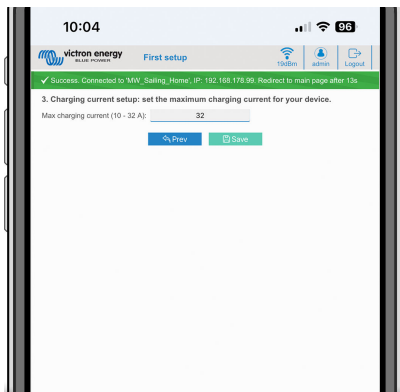 10:04
96
victron energy
BLUE POWER
First setup
19dBm
admin
Logout
Success. Connected to 'MW_Sailing_Home', IP: 192.168.178.99. Redirect to main page after 13s
3. Charging current setup: set the maximum charging current for your device.
Max charging current (10 - 32 A):
32
Prev
Save